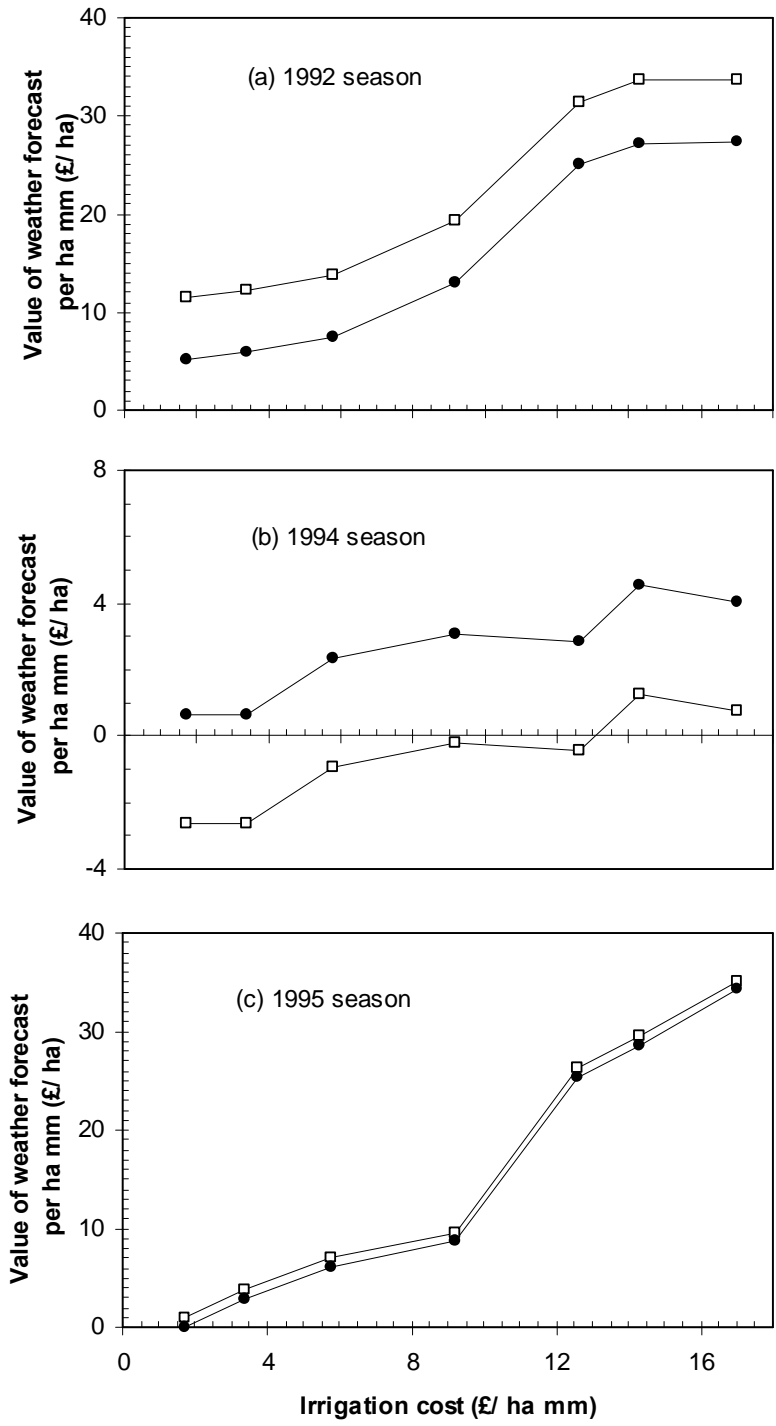 40
30
20
10
0
Value of weather forecast
per ha mm (£/ ha)
(a) 1992 season
8
4
0
-4
Value of weather forecast
per ha mm (£/ ha)
(b) 1994 season
40
30
20
10
0
Value of weather forecast
per ha mm (£/ ha)
(c) 1995 season
0 4 8 12 16
Irrigation cost (£/ ha mm)